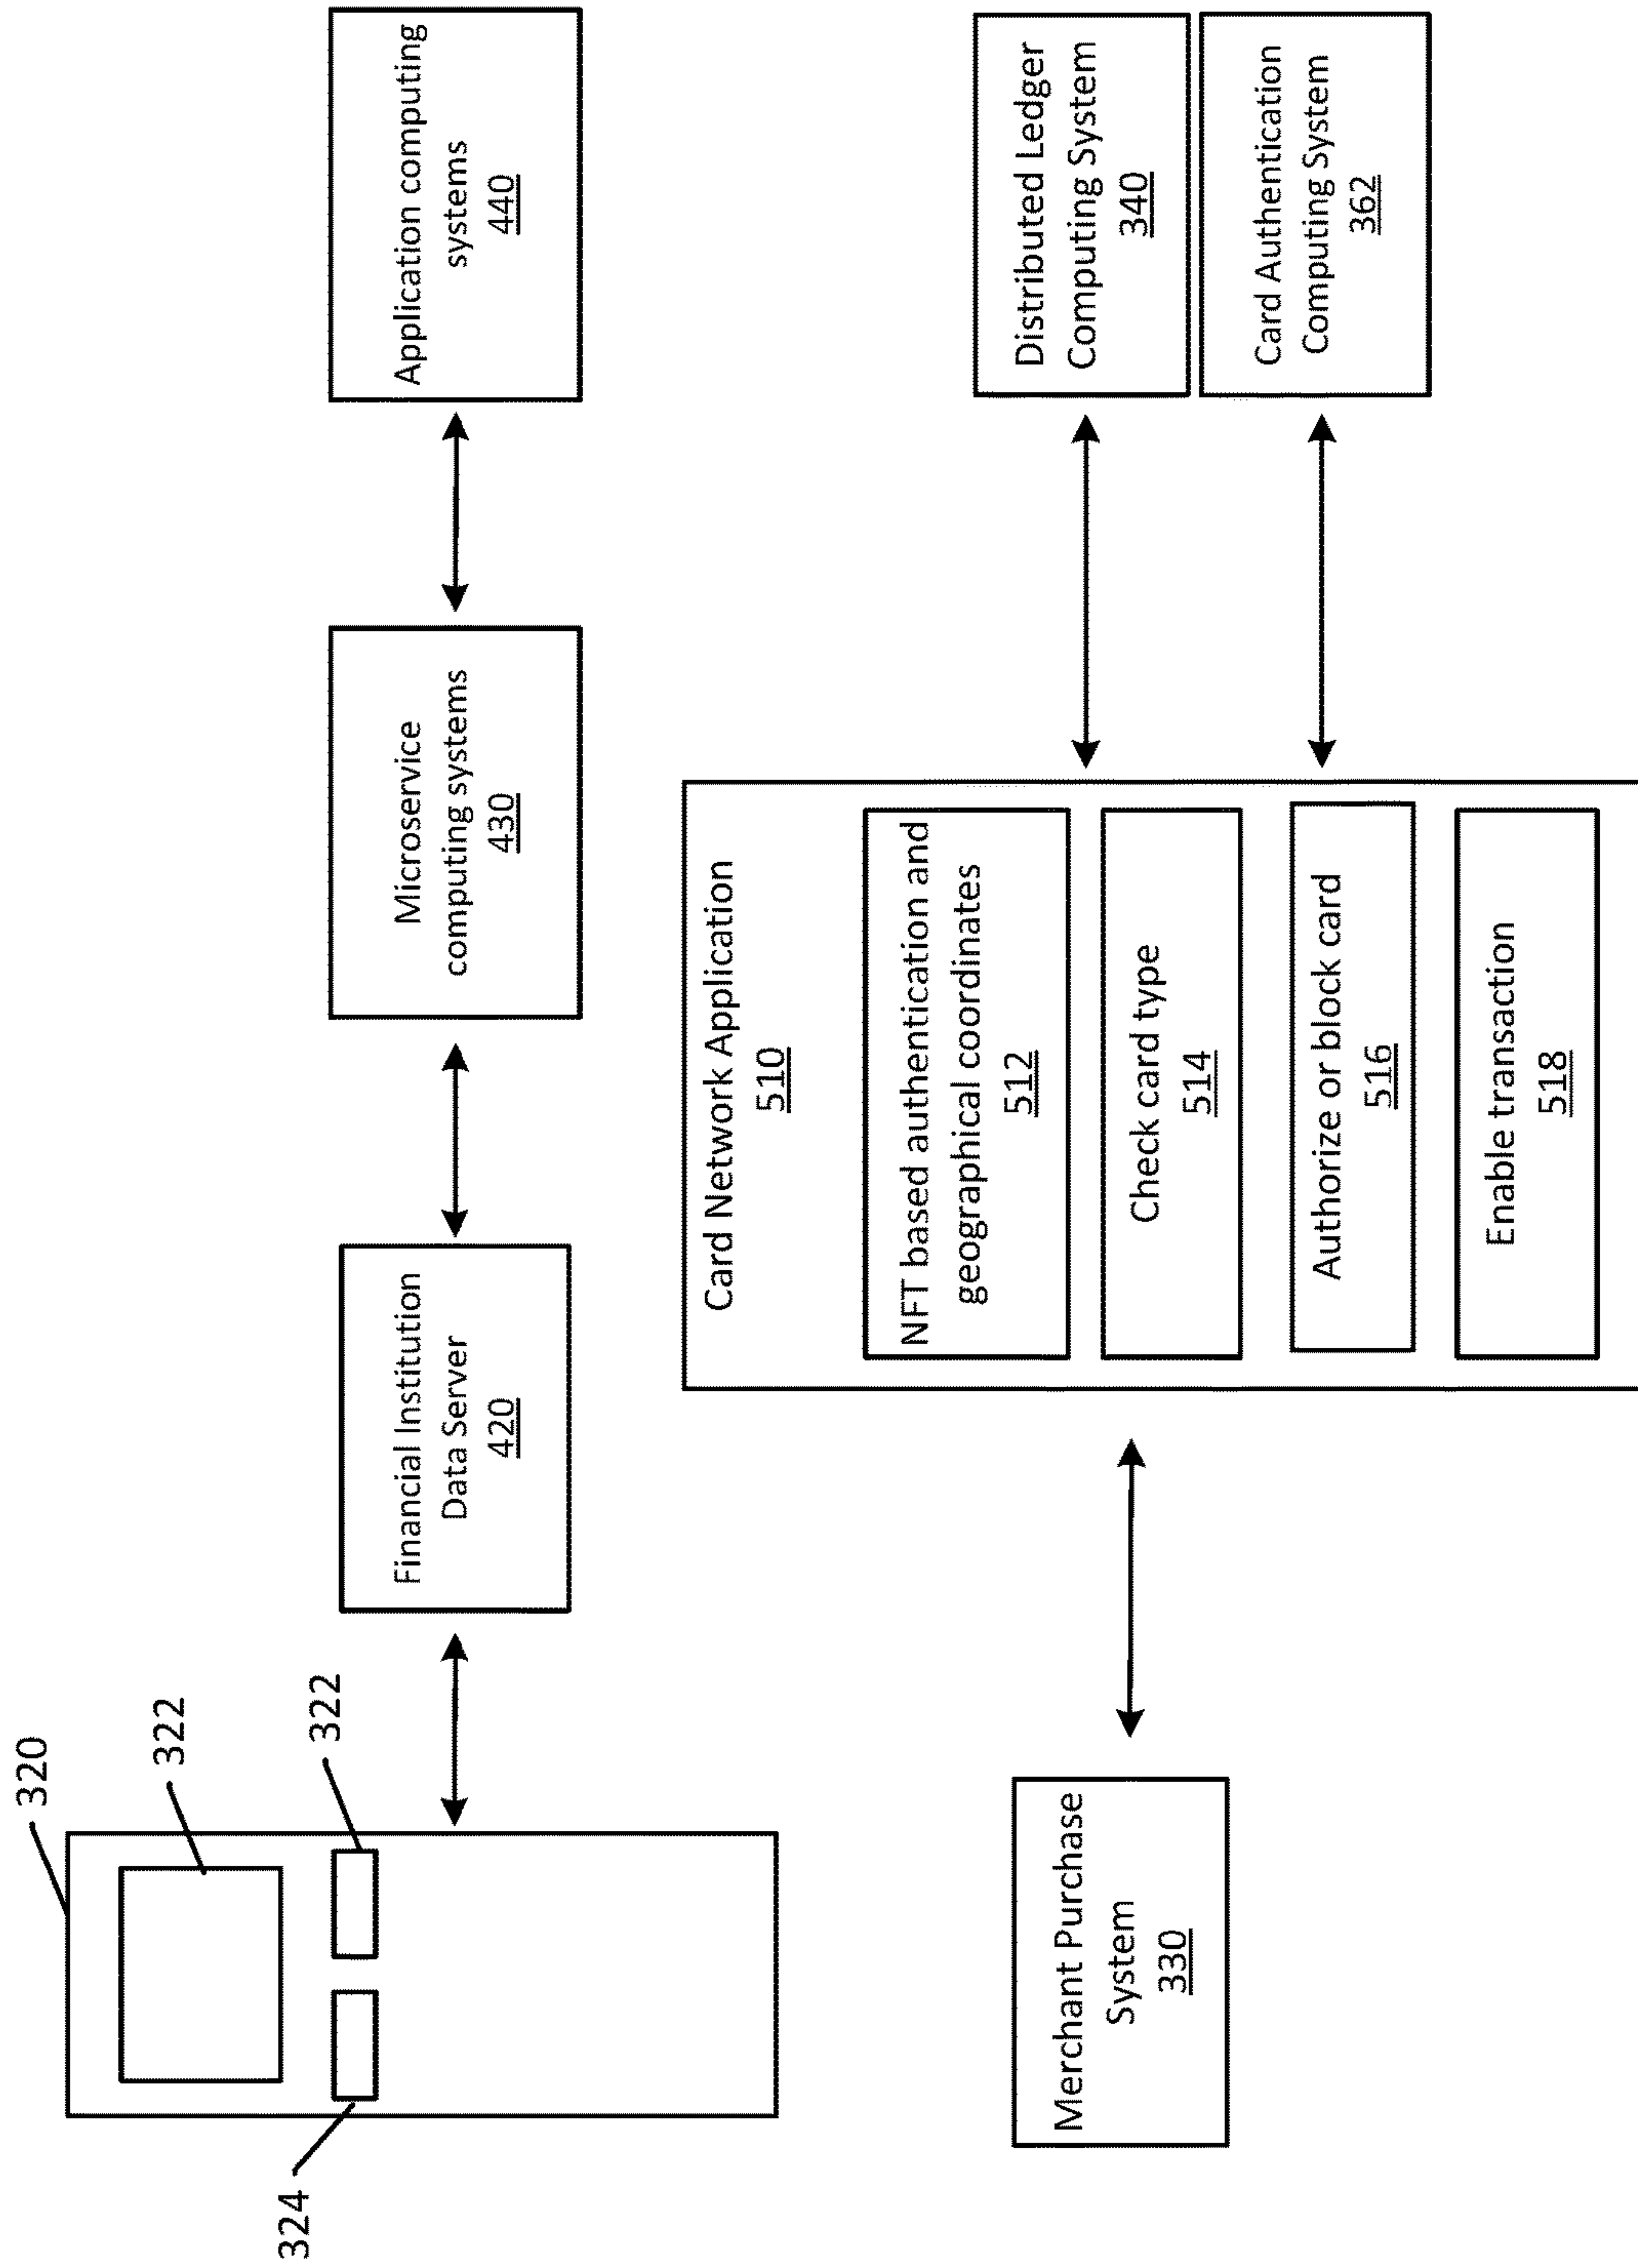 320
322
322
324
Financial Institution
Data Server
420
Microservice
computing systems
430
Application computing
systems
440
Merchant Purchase
System
330
Card Network Application
510
NFT based authentication and
geographical coordinates
512
Check card type
514
Authorize or block card
516
Enable transaction
518
Distributed Ledger
Computing System
340
Card Authentication
Computing System
362